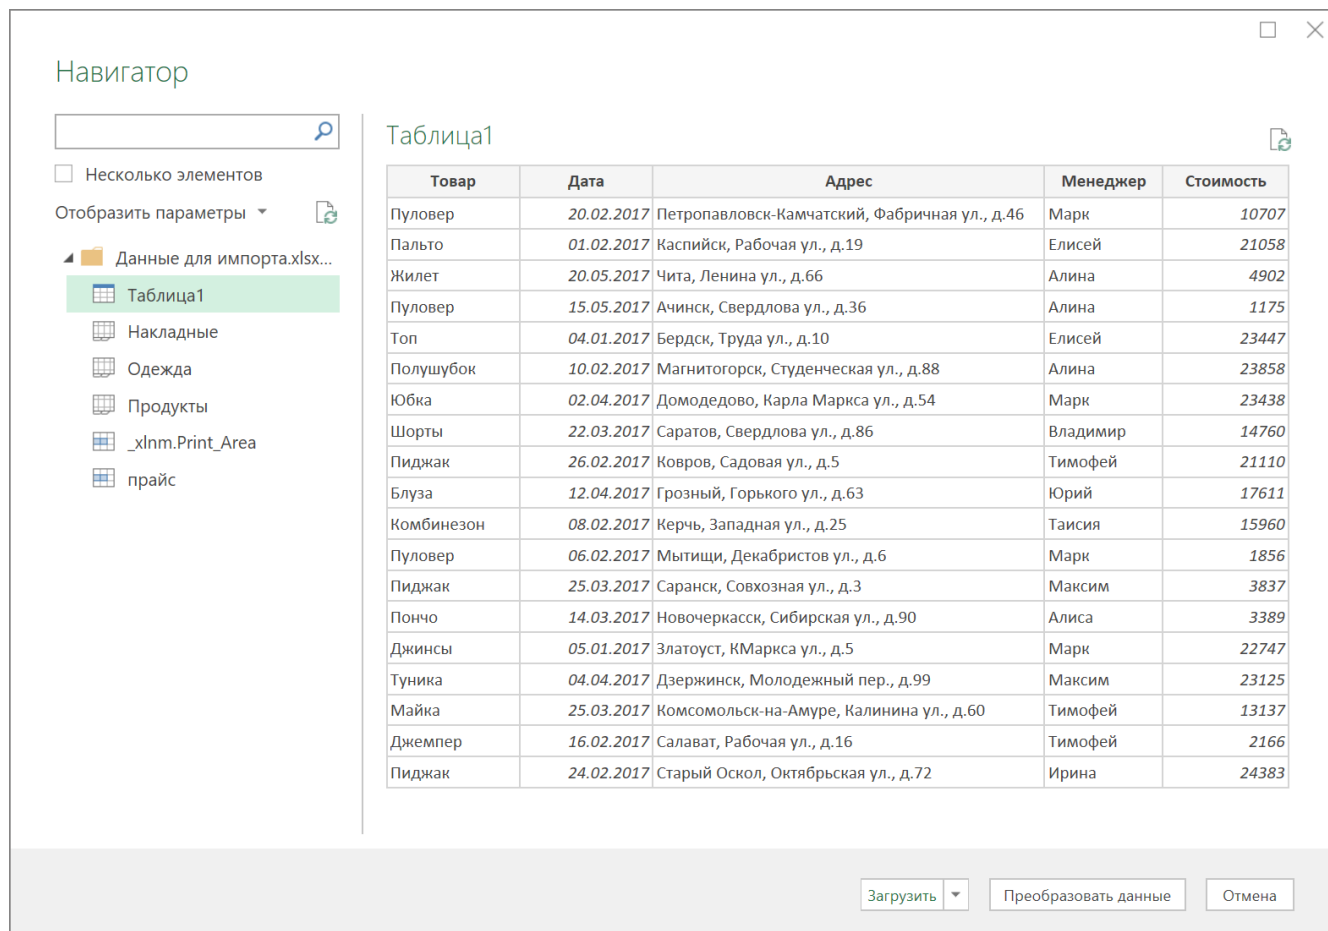 Навигатор
Несколько элементов
Отобразить параметры
Данные для импорта.xlsx...
Таблица1
Накладные
Одежда
Продукты
_xlnm.Print_Area
прайс
Таблица1
Товар Дата Адрес Менеджер Стоимость
Пуловер 20.02.2017 Петропавловск-Камчатский, Фабричная ул., д.46 Марк 10707
Пальто 01.02.2017 Каспийск, Рабочая ул., д.19 Елисей 21058
Жилет 20.05.2017 Чита, Ленина ул., д.66 Алина 4902
Пуловер 15.05.2017 Ачинск, Свердлова ул., д.36 Алина 1175
Топ 04.01.2017 Бердск, Труда ул., д.10 Елисей 23447
Полушубок 10.02.2017 Магнитогорск, Студенческая ул., д.88 Алина 23858
Юбка 02.04.2017 Домодедово, Карла Маркса ул., д.54 Марк 23438
Шорты 22.03.2017 Саратов, Свердлова ул., д.86 Владимир 14760
Пиджак 26.02.2017 Ковров, Садовая ул., д.5 Тимофей 21110
Блуза 12.04.2017 Грозный, Горького ул., д.63 Юрий 17611
Комбинезон 08.02.2017 Керчь, Западная ул., д.25 Таисия 15960
Пуловер 06.02.2017 Мытищи, Декабристов ул., д.6 Марк 1856
Пиджак 25.03.2017 Саранск, Совхозная ул., д.3 Максим 3837
Пончо 14.03.2017 Новочеркасск, Сибирская ул., д.90 Алиса 3389
Джинсы 05.01.2017 Златоуст, КМаркса ул., д.5 Марк 22747
Туника 04.04.2017 Дзержинск, Молодежный пер., д.99 Максим 23125
Майка 25.03.2017 Комсомольск-на-Амуре, Калинина ул., д.60 Тимофей 13137
Джемпер 16.02.2017 Салават, Рабочая ул., д.16 Тимофей 2166
Пиджак 24.02.2017 Старый Оскол, Октябрьская ул., д.72 Ирина 24383
Загрузить Преобразовать данные Отмена